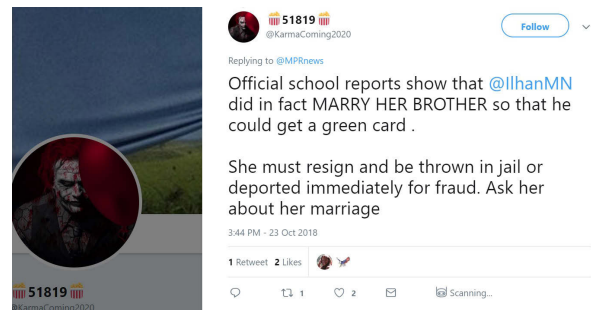 51819
@KarmaComing2020
Follow
Replying to @MPRnews
Official school reports show that @IlhanMN
did in fact MARRY HER BROTHER so that he
could get a green card .
She must resign and be thrown in jail or
deported immediately for fraud. Ask her
about her marriage
3:44 PM - 23 Oct 2018
1 Retweet 2 Likes
1
2
Scanning...
51819
@KarmaComing2020